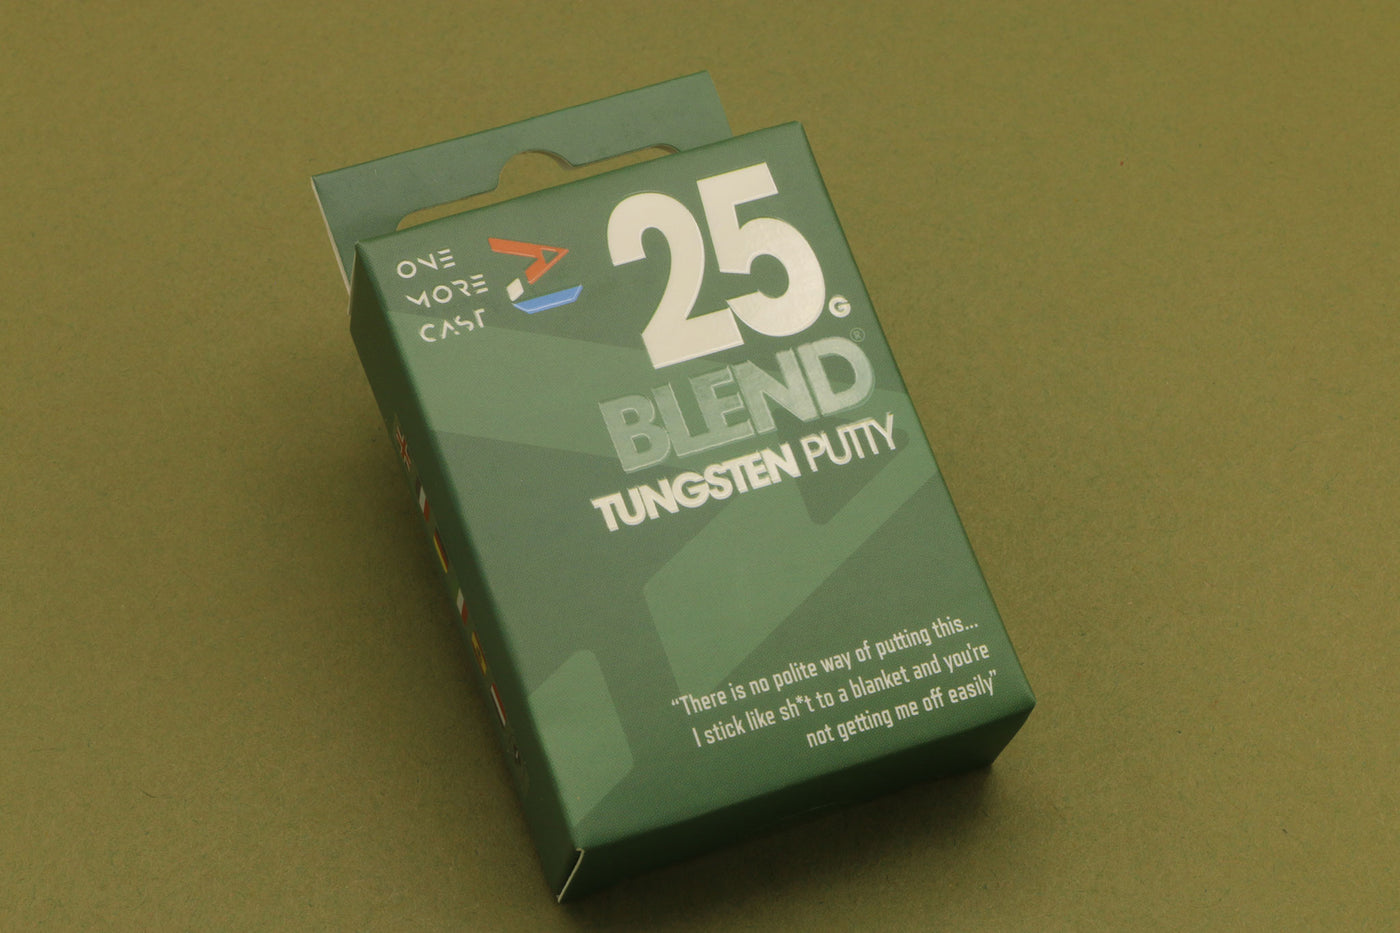 ONE
MORE
CAST
25G
BLEND®
TUNGSTEN PUTTY
“There is no polite way of putting this...
I stick like sh*t to a blanket and you're
not getting me off easily”